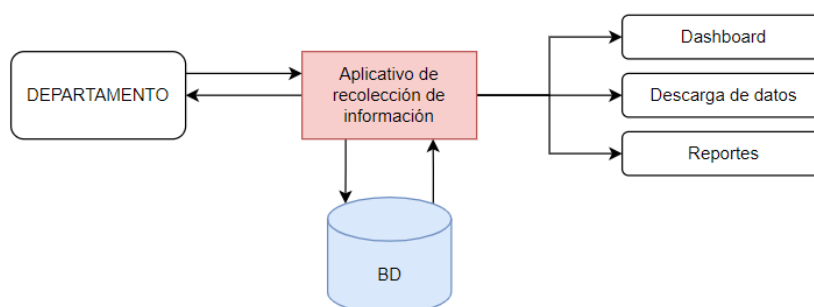 DEPARTAMENTO
Aplicativo de
recolección de
información
Dashboard
Descarga de datos
Reportes
BD